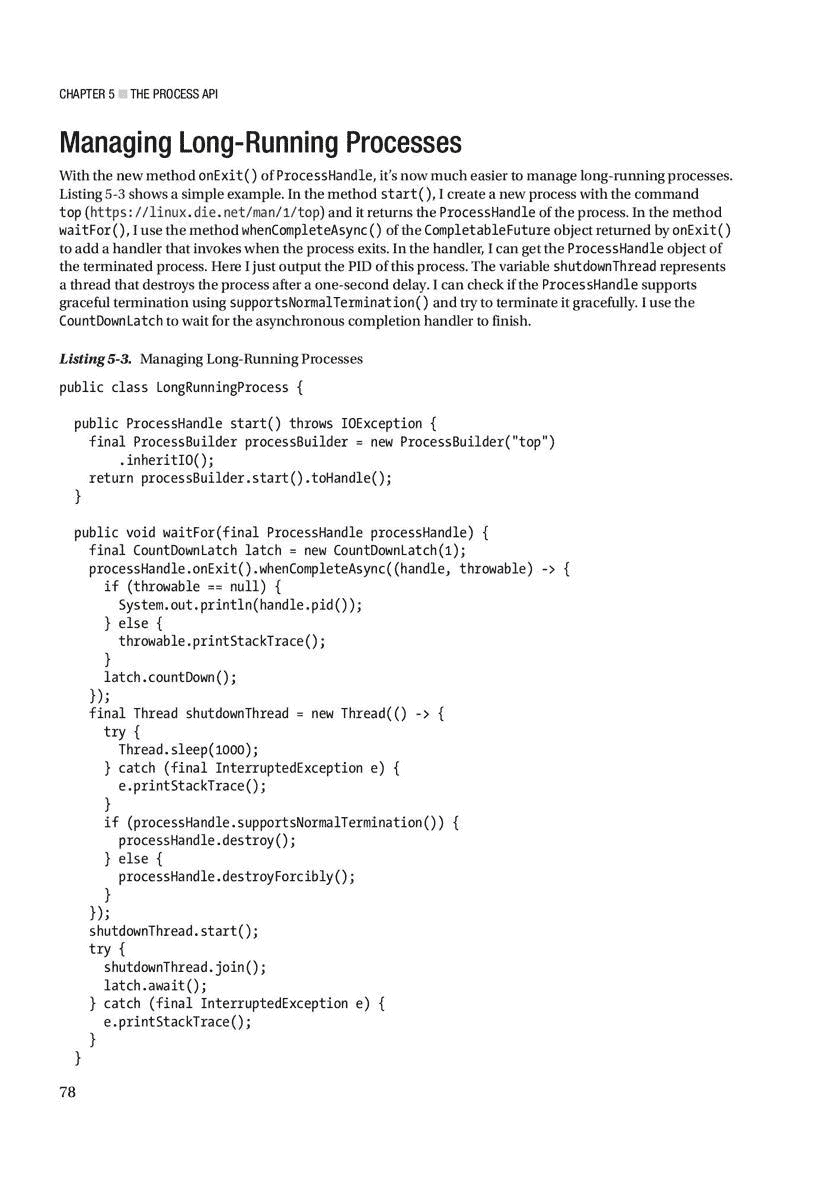 CHAPTER 5 ■ THE PROCESS API
Managing Long-Running Processes
With the new method onExit() of ProcessHandle, it's now much easier to manage long-running processes.
Listing 5-3 shows a simple example. In the method start(), I create a new process with the command
top (https://linux.die.net/man/1/top) and it returns the ProcessHandle of the process. In the method
waitFor(), I use the method whenCompleteAsync() of the CompletableFuture object returned by onExit()
to add a handler that invokes when the process exits. In the handler, I can get the ProcessHandle object of
the terminated process. Here I just output the PID of this process. The variable shutdownThread represents
a thread that destroys the process after a one-second delay. I can check if the ProcessHandle supports
graceful termination using supportsNormalTermination() and try to terminate it gracefully. I use the
CountDownLatch to wait for the asynchronous completion handler to finish.
Listing 5-3. Managing Long-Running Processes
public class LongRunningProcess {
  public ProcessHandle start() throws IOException {
    final ProcessBuilder processBuilder = new ProcessBuilder("top")
        .inheritIO();
    return processBuilder.start().toHandle();
  }
  public void waitFor(final ProcessHandle processHandle) {
    final CountDownLatch latch = new CountDownLatch(1);
    processHandle.onExit().whenCompleteAsync((handle, throwable) -> {
      if (throwable == null) {
        System.out.println(handle.pid());
      } else {
        throwable.printStackTrace();
      }
      latch.countDown();
    });
    final Thread shutdownThread = new Thread(() -> {
      try {
        Thread.sleep(1000);
      } catch (final InterruptedException e) {
        e.printStackTrace();
      }
      if (processHandle.supportsNormalTermination()) {
        processHandle.destroy();
      } else {
        processHandle.destroyForcibly();
      }
    });
    shutdownThread.start();
    try {
      shutdownThread.join();
      latch.await();
    } catch (final InterruptedException e) {
      e.printStackTrace();
    }
  }
78